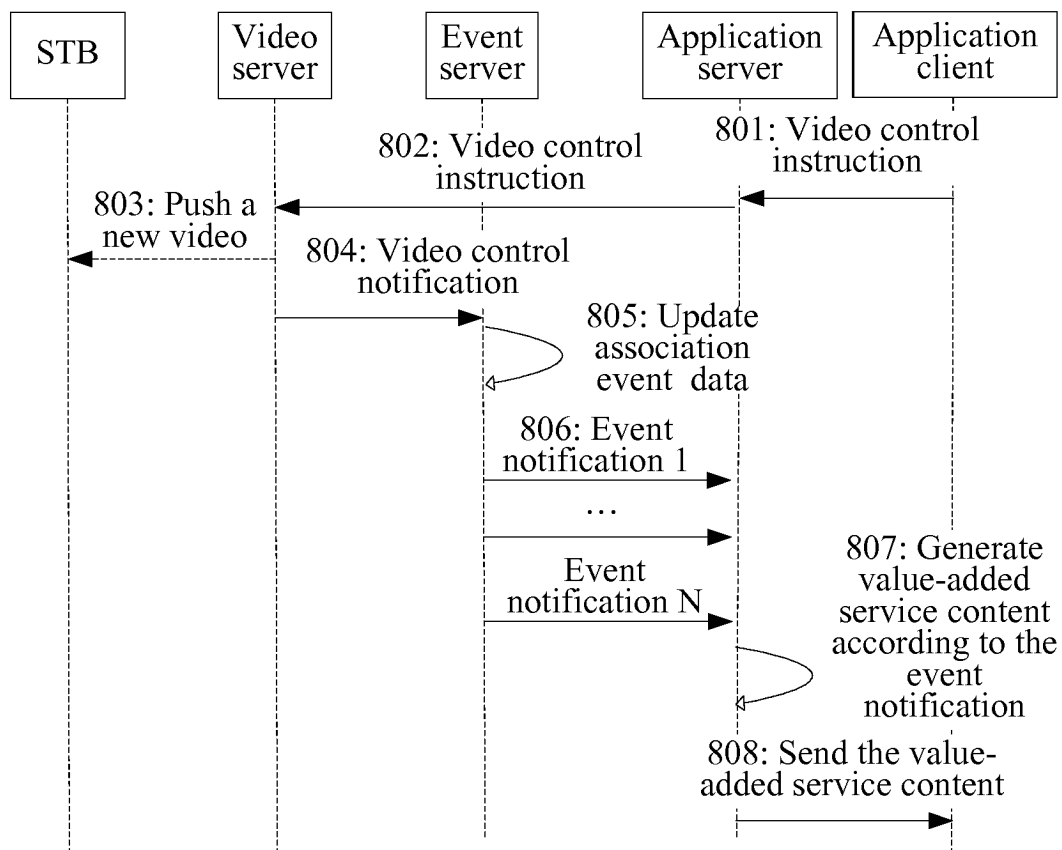 STB
Video
server
Event
server
Application
server
Application
client
801: Video control
instruction
802: Video control
instruction
803: Push a
new video
804: Video control
notification
805: Update
association
event data
806: Event
notification 1
...
Event
notification N
807: Generate
value-added
service content
according to the
event
notification
808: Send the value-
added service content